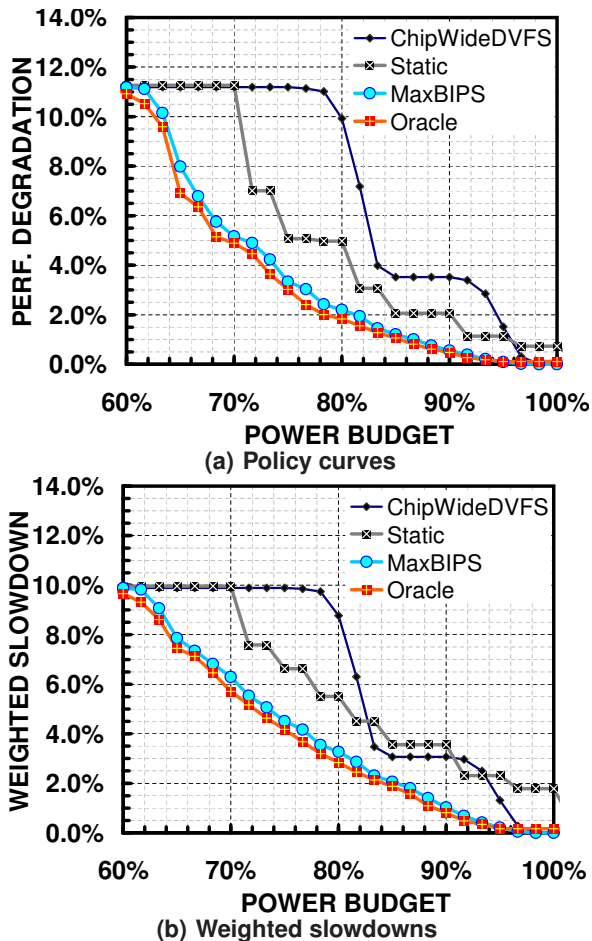 14.0%
12.0%
10.0%
8.0%
6.0%
4.0%
2.0%
0.0%
PERF. DEGRADATION
ChipWideDVFS
Static
MaxBIPS
Oracle
60% 70% 80% 90% 100%
POWER BUDGET
(a) Policy curves
14.0%
12.0%
10.0%
8.0%
6.0%
4.0%
2.0%
0.0%
WEIGHTED SLOWDOWN
ChipWideDVFS
Static
MaxBIPS
Oracle
60% 70% 80% 90% 100%
POWER BUDGET
(b) Weighted slowdowns